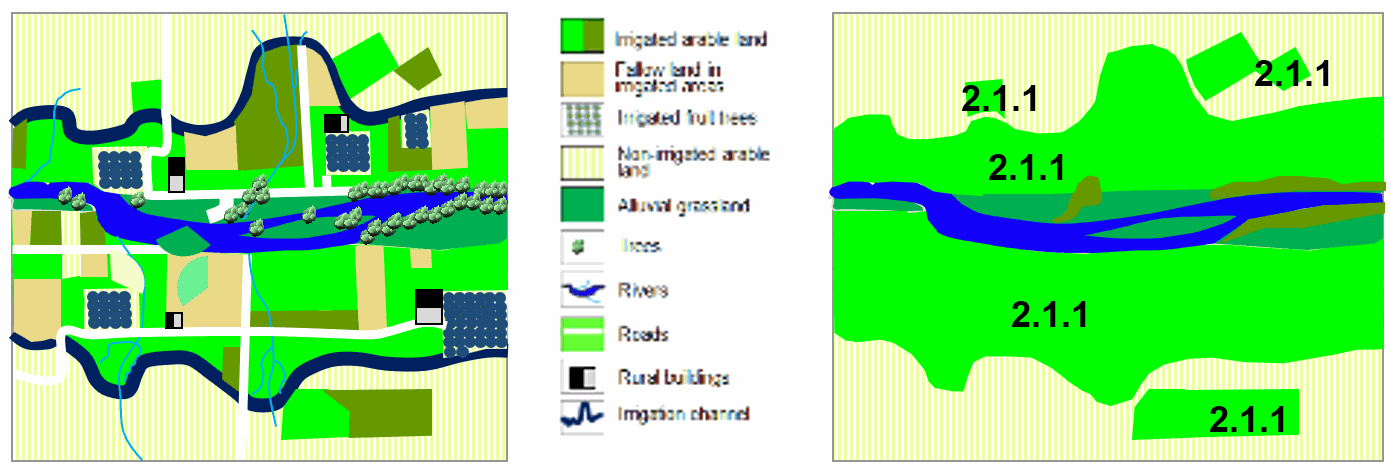 Irrigated arable land
Fallow land in
irrigated areas
Irrigated fruit trees
Non-irrigated arable
land
Alluvial grassland
Trees
Rivers
Roads
Rural buildings
Irrigation channel
2.1.1
2.1.1
2.1.1
2.1.1
2.1.1